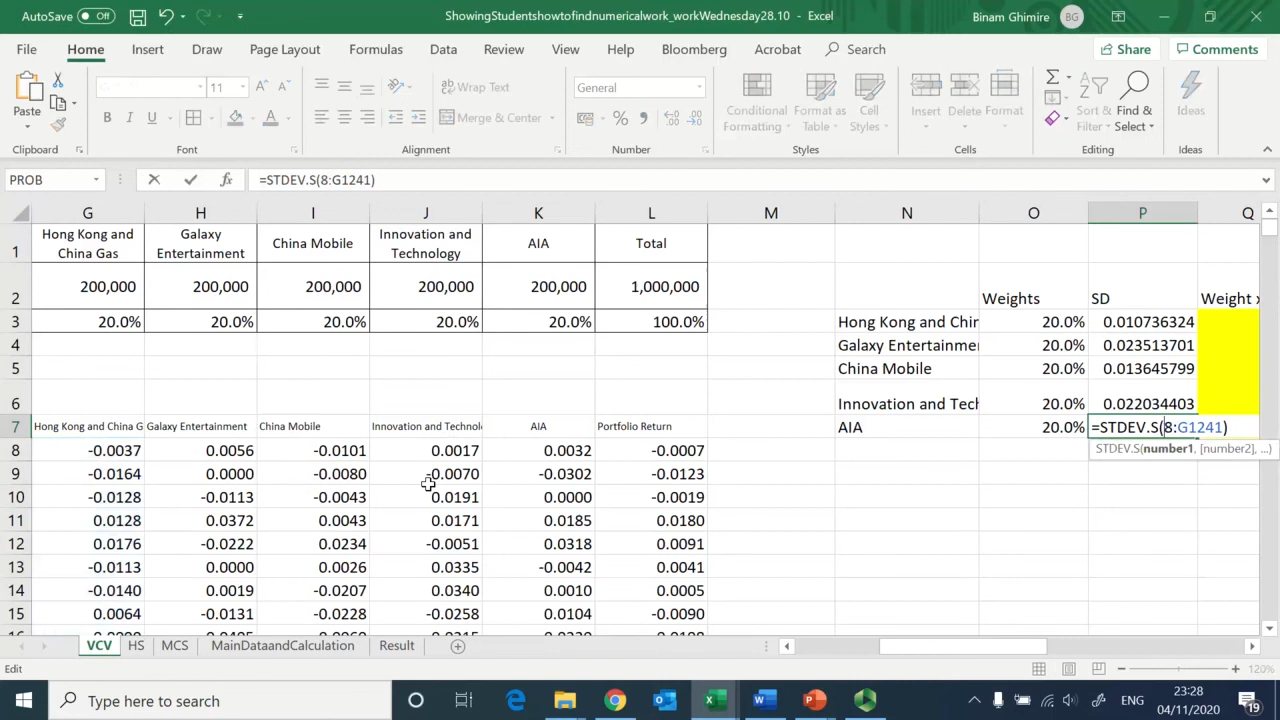 AutoSave Off ShowingStudentshowtofindnumericalwork_workWednesday28.10 - Excel Binam Ghimire BG
File Home Insert Draw Page Layout Formulas Data Review View Help Bloomberg Acrobat Search Share Comments
11 Wrap Text General
Paste B I U Merge & Center Conditional Formatting Format as Table Cell Styles Insert Delete Format Sort & Filter Find & Select Ideas
Clipboard Font Alignment Number Styles Cells Editing Ideas
PROB fx =STDEV.S(8:G1241)
G H I J K L M N O P Q
1 Hong Kong and China Gas Galaxy Entertainment China Mobile Innovation and Technology AIA Total
2 200,000 200,000 200,000 200,000 200,000 1,000,000 Weights SD Weight x
3 20.0% 20.0% 20.0% 20.0% 20.0% 100.0% Hong Kong and Chin 20.0% 0.010736324
4 Galaxy Entertainme 20.0% 0.023513701
5 China Mobile 20.0% 0.013645799
6 Innovation and Tech 20.0% 0.022034403
7 Hong Kong and China G Galaxy Entertainment China Mobile Innovation and Technol AIA Portfolio Return AIA 20.0% =STDEV.S(8:G1241)
STDEV.S(number1, [number2], ...)
8 -0.0037 0.0056 -0.0101 0.0017 0.0032 -0.0007
9 -0.0164 0.0000 -0.0080 -0.0070 -0.0302 -0.0123
10 -0.0128 -0.0113 -0.0043 0.0191 0.0000 -0.0019
11 0.0128 0.0372 0.0043 0.0171 0.0185 0.0180
12 0.0176 -0.0222 0.0234 -0.0051 0.0318 0.0091
13 -0.0113 0.0000 0.0026 0.0335 -0.0042 0.0041
14 -0.0140 0.0019 -0.0207 0.0340 0.0010 0.0005
15 0.0064 -0.0131 -0.0228 -0.0258 0.0104 -0.0090
VCV HS MCS MainDataandCalculation Result
Edit 120%
Type here to search ENG 23:28
04/11/2020 19